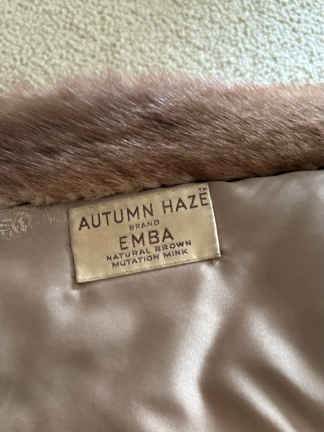 AUTUMN HAZE™
BRAND
EMBA
NATURAL BROWN
MUTATION MINK